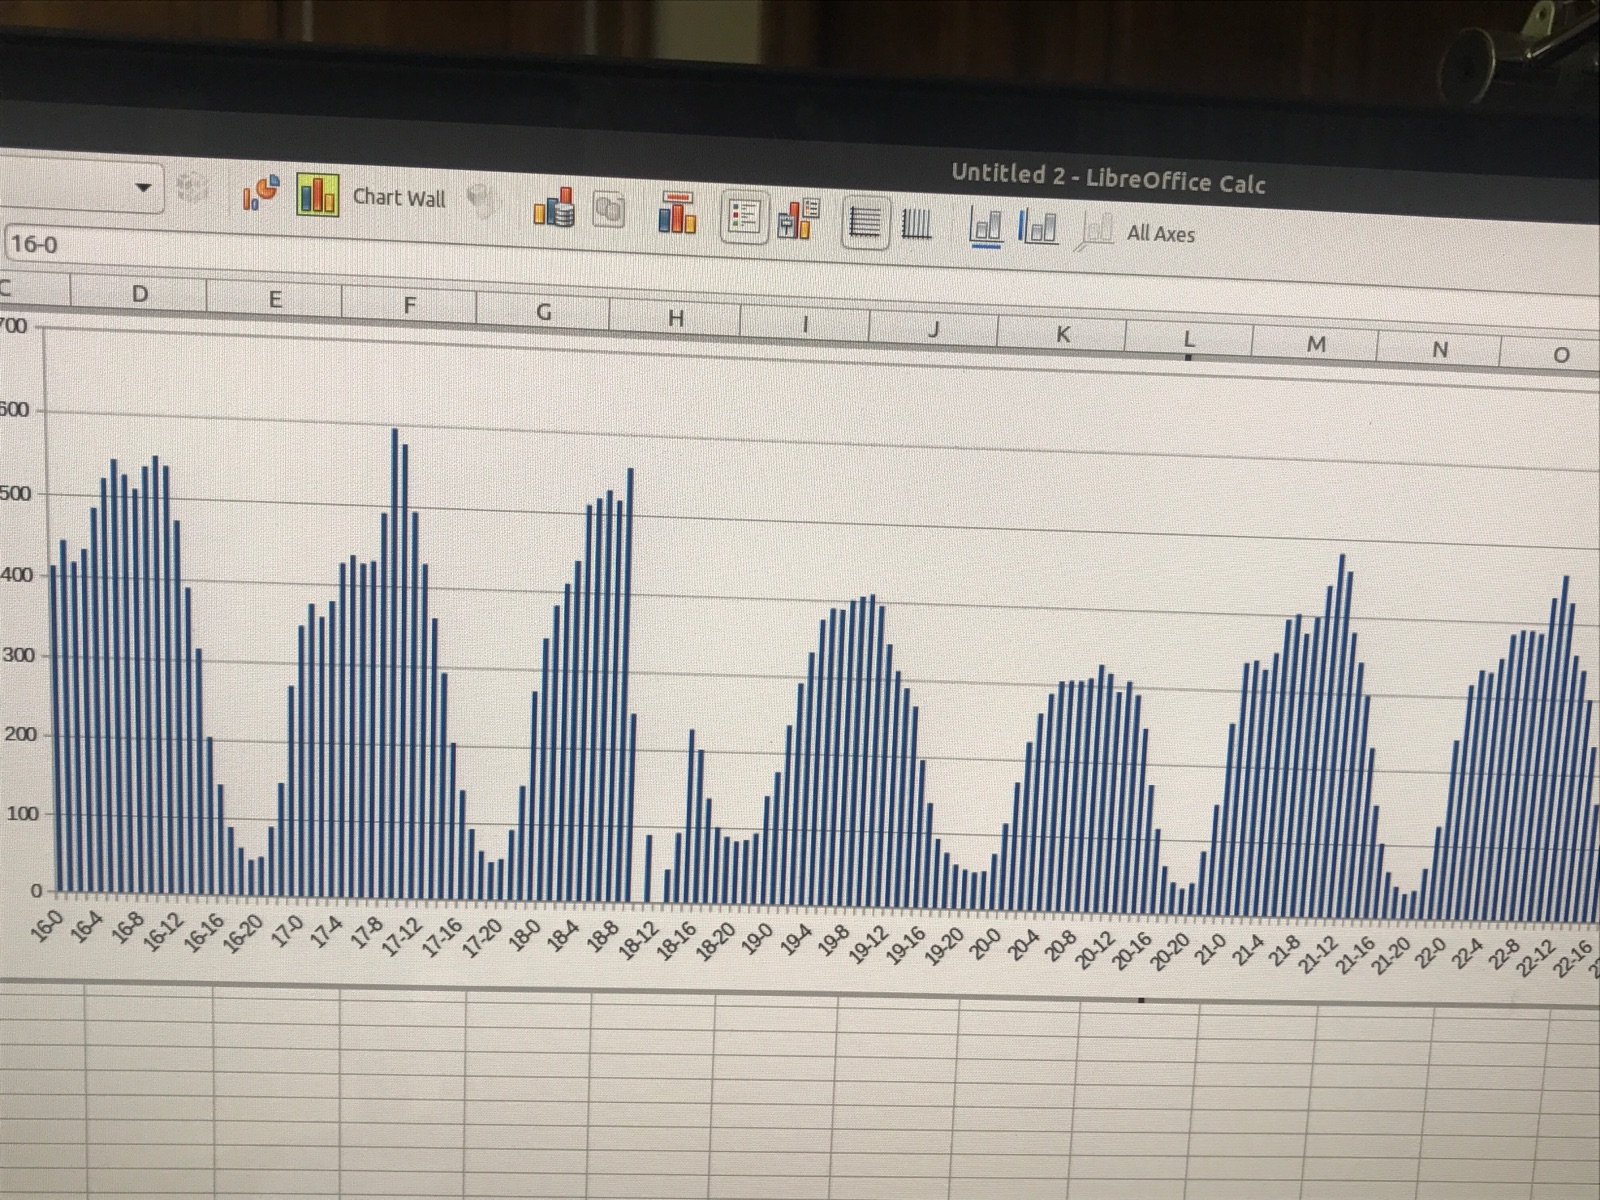 Untitled 2 - LibreOffice Calc
Chart Wall
All Axes
16-0
C D E F G H I J K L M N O
700
600
500
400
300
200
100
0
16-0 16-4 16-8 16-12 16-16 16-20 17-0 17-4 17-8 17-12 17-16 17-20 18-0 18-4 18-8 18-12 18-16 18-20 19-0 19-4 19-8 19-12 19-16 19-20 20-0 20-4 20-8 20-12 20-16 20-20 21-0 21-4 21-8 21-12 21-16 21-20 22-0 22-4 22-8 22-12 22-16